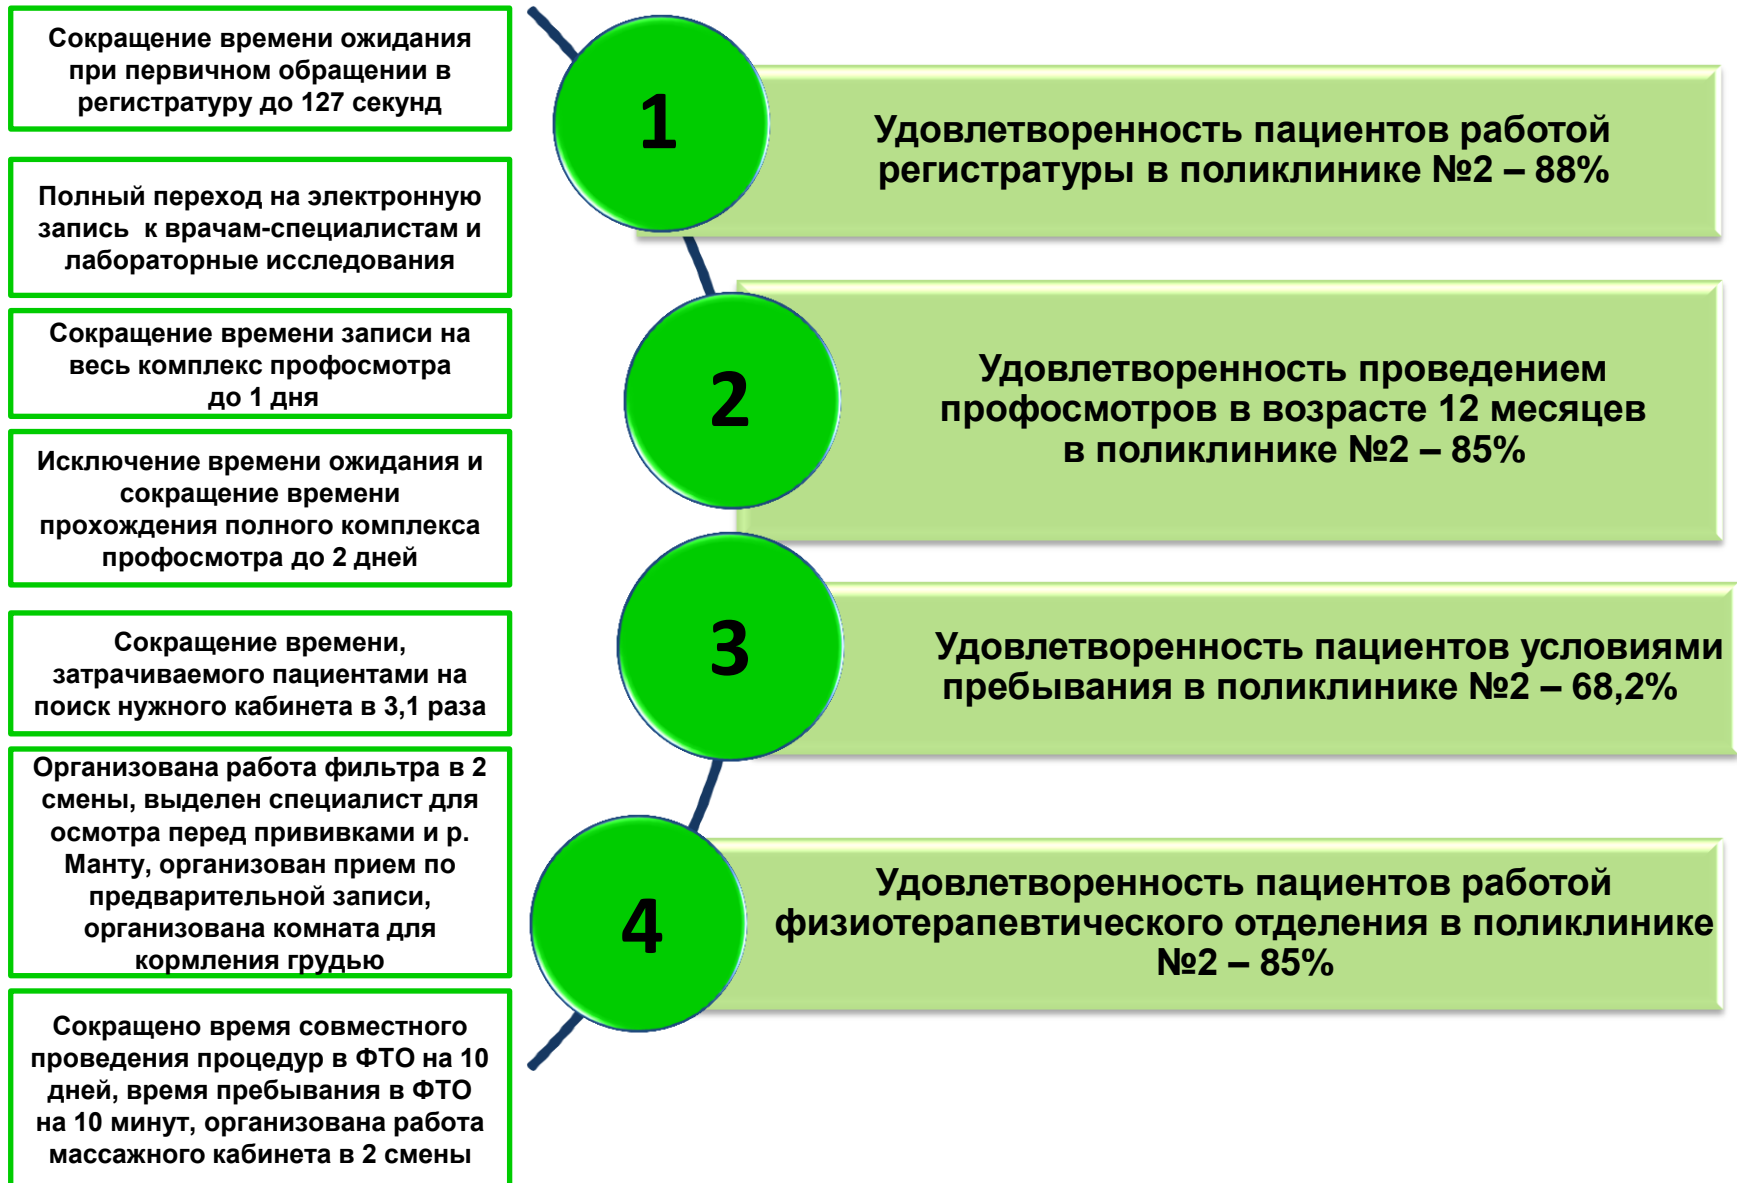 Сокращение времени ожидания
при первичном обращении в
регистратуру до 127 секунд
Полный переход на электронную
запись к врачам-специалистам и
лабораторные исследования
Сокращение времени записи на
весь комплекс профосмотра
до 1 дня
Исключение времени ожидания и
сокращение времени
прохождения полного комплекса
профосмотра до 2 дней
Сокращение времени,
затрачиваемого пациентами на
поиск нужного кабинета в 3,1 раза
Организована работа фильтра в 2
смены, выделен специалист для
осмотра перед прививками и р.
Манту, организован прием по
предварительной записи,
организована комната для
кормления грудью
Сокращено время совместного
проведения процедур в ФТО на 10
дней, время пребывания в ФТО
на 10 минут, организована работа
массажного кабинета в 2 смены
1
Удовлетворенность пациентов работой
регистратуры в поликлинике №2 – 88%
2
Удовлетворенность проведением
профосмотров в возрасте 12 месяцев
в поликлинике №2 – 85%
3
Удовлетворенность пациентов условиями
пребывания в поликлинике №2 – 68,2%
4
Удовлетворенность пациентов работой
физиотерапевтического отделения в поликлинике
№2 – 85%